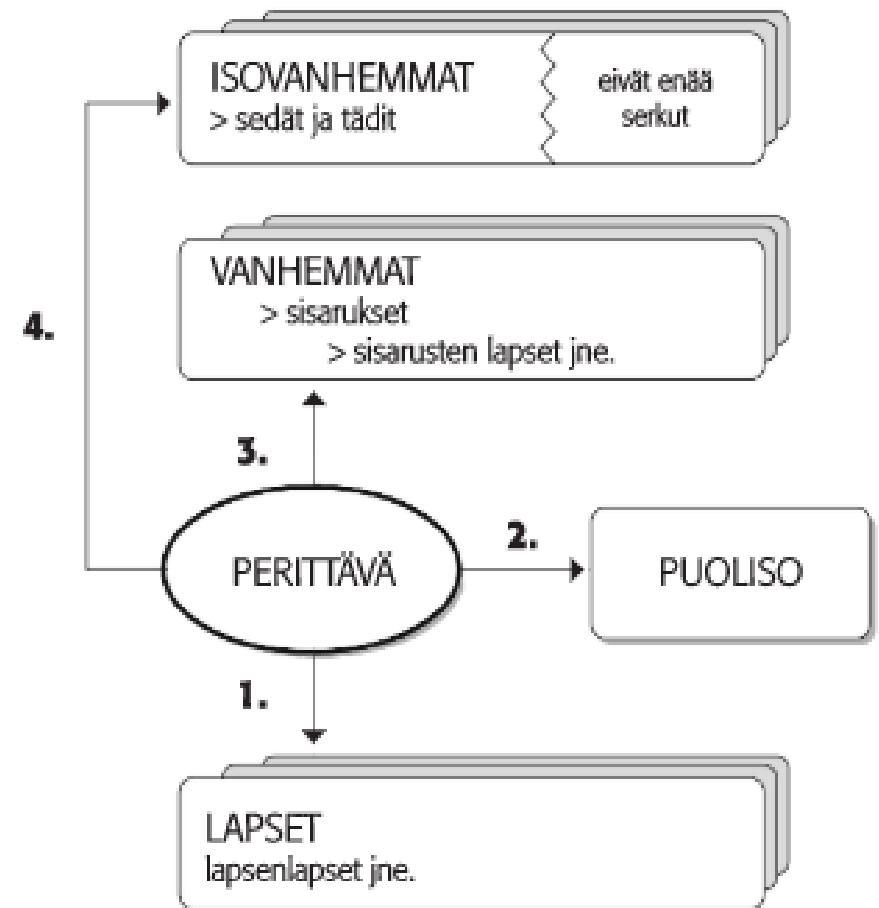 ISOVANHEMMAT
> sedät ja tädit
eivät enää
serkut
VANHEMMAT
> sisarukset
> sisarusten lapset jne.
4.
3.
PERITTÄVÄ
2.
PUOLISO
1.
LAPSET
lapsenlapset jne.